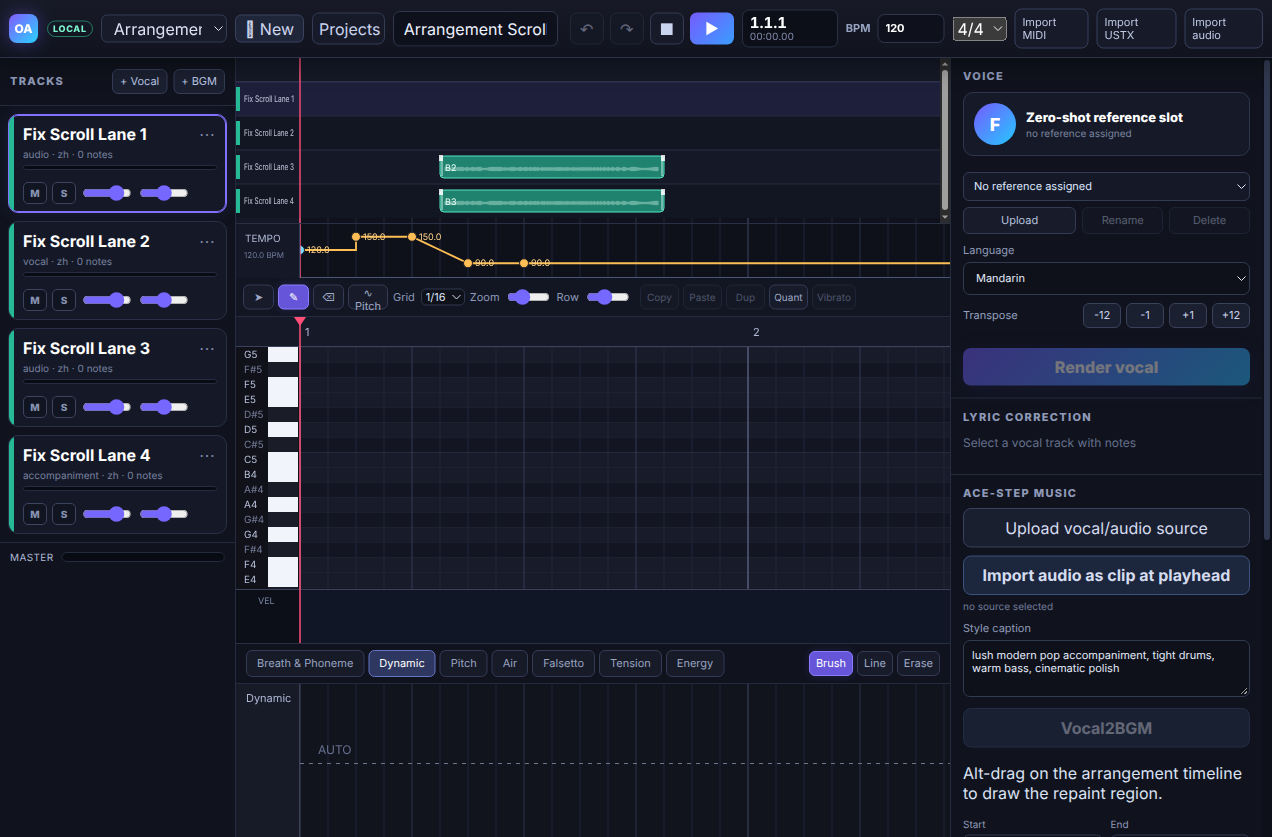 OA
LOCAL
Arrangemer
New
Projects
Arrangement Scrol
1.1.1
00:00.00
BPM
120
4/4
Import MIDI
Import USTX
Import audio
TRACKS
+ Vocal
+ BGM
Fix Scroll Lane 1
audio · zh · 0 notes
M
S
Fix Scroll Lane 2
vocal · zh · 0 notes
M
S
Fix Scroll Lane 3
audio · zh · 0 notes
M
S
Fix Scroll Lane 4
accompaniment · zh · 0 notes
M
S
MASTER
Fix Scroll Lane 1
Fix Scroll Lane 2
Fix Scroll Lane 3
B2
Fix Scroll Lane 4
B3
TEMPO
120.0 BPM
120.0
150.0
150.0
90.0
90.0
Pitch
Grid
1/16
Zoom
Row
Copy
Paste
Dup
Quant
Vibrato
1
2
G5
F#5
F5
E5
D#5
D5
C#5
C5
B4
A#4
A4
G#4
G4
F#4
F4
E4
VEL
Breath & Phoneme
Dynamic
Pitch
Air
Falsetto
Tension
Energy
Brush
Line
Erase
Dynamic
AUTO
VOICE
F
Zero-shot reference slot
no reference assigned
No reference assigned
Upload
Rename
Delete
Language
Mandarin
Transpose
-12
-1
+1
+12
Render vocal
LYRIC CORRECTION
Select a vocal track with notes
ACE-STEP MUSIC
Upload vocal/audio source
Import audio as clip at playhead
no source selected
Style caption
lush modern pop accompaniment, tight drums,
warm bass, cinematic polish
Vocal2BGM
Alt-drag on the arrangement timeline
to draw the repaint region.
Start
End